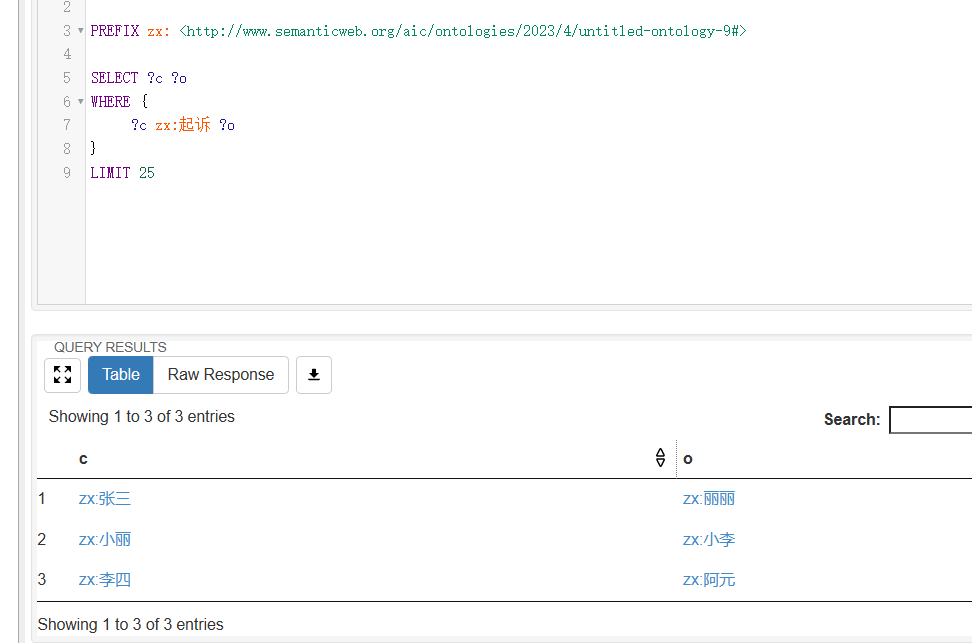 2
3 PREFIX zx: <http://www.semanticweb.org/aic/ontologies/2023/4/untitled-ontology-9#>
4
5 SELECT ?c ?o
6 WHERE {
7 ?c zx:起诉 ?o
8 }
9 LIMIT 25
QUERY RESULTS
Table Raw Response
Showing 1 to 3 of 3 entries
Search:
c o
1 zx:张三 zx:丽丽
2 zx:小丽 zx:小李
3 zx:李四 zx:阿元
Showing 1 to 3 of 3 entries